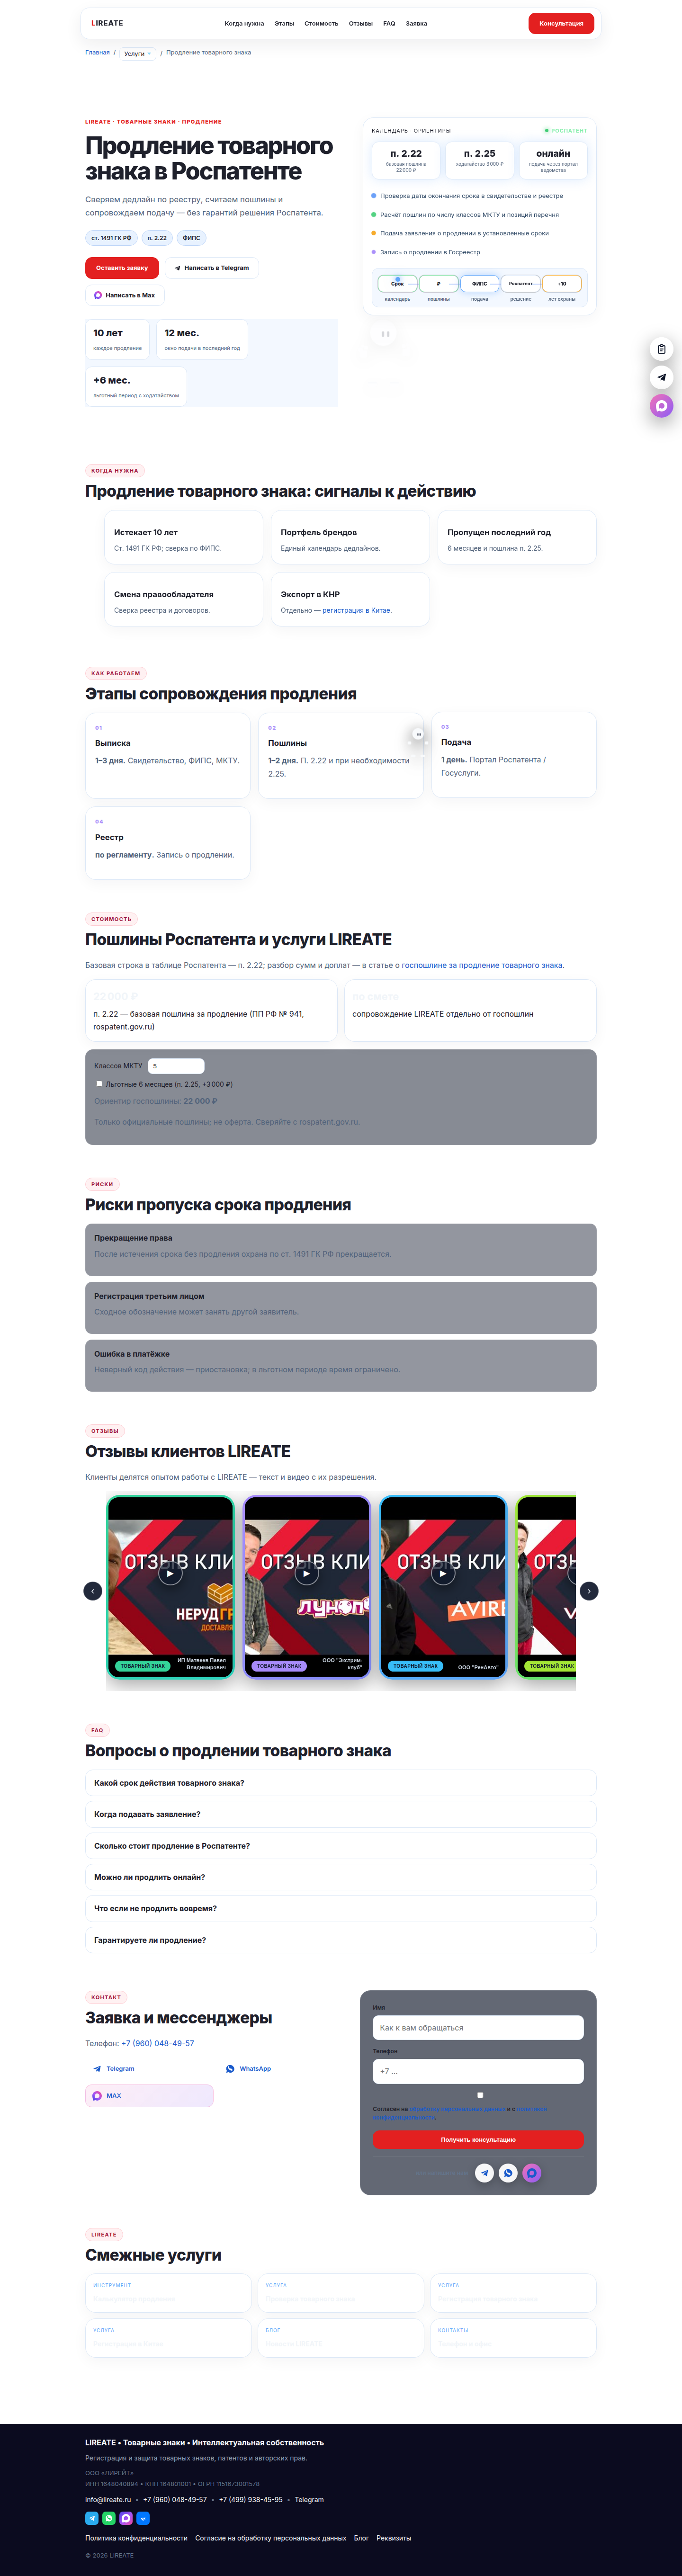 LIREATE
Когда нужна Этапы Стоимость Отзывы FAQ Заявка
Консультация
Главная / Услуги / Продление товарного знака
LIREATE · ТОВАРНЫЕ ЗНАКИ · ПРОДЛЕНИЕ
Продление товарного
знака в Роспатенте
Сверяем дедлайн по реестру, считаем пошлины и
сопровождаем подачу — без гарантий решения Роспатента.
ст. 1491 ГК РФ п. 2.22 ФИПС
Оставить заявку Написать в Telegram
Написать в Max
10 лет
каждое продление
12 мес.
окно подачи в последний год
+6 мес.
льготный период с ходатайством
КАЛЕНДАРЬ · ОРИЕНТИРЫ
РОСПАТЕНТ
п. 2.22
базовая пошлина
22 000 ₽
п. 2.25
ходатайство 3 000 ₽
онлайн
подача через портал
ведомства
Проверка даты окончания срока в свидетельстве и реестре
Расчёт пошлин по числу классов МКТУ и позиций перечня
Подача заявления о продлении в установленные сроки
Запись о продлении в Госреестр
Срок ₽ ФИПС Роспатент +10
календарь пошлины подача решение лет охраны
КОГДА НУЖНА
Продление товарного знака: сигналы к действию
Истекает 10 лет
Ст. 1491 ГК РФ; сверка по ФИПС.
Портфель брендов
Единый календарь дедлайнов.
Пропущен последний год
6 месяцев и пошлина п. 2.25.
Смена правообладателя
Сверка реестра и договоров.
Экспорт в КНР
Отдельно — регистрация в Китае.
КАК РАБОТАЕМ
Этапы сопровождения продления
01
Выписка
1–3 дня. Свидетельство, ФИПС, МКТУ.
02
Пошлины
1–2 дня. П. 2.22 и при необходимости
2.25.
03
Подача
1 день. Портал Роспатента /
Госуслуги.
04
Реестр
по регламенту. Запись о продлении.
СТОИМОСТЬ
Пошлины Роспатента и услуги LIREATE
Базовая строка в таблице Роспатента — п. 2.22; разбор сумм и доплат — в статье о госпошлине за продление товарного знака.
22 000 ₽
п. 2.22 — базовая пошлина за продление (ПП РФ № 941,
rospatent.gov.ru)
по смете
сопровождение LIREATE отдельно от госпошлин
Классов МКТУ 5
Льготные 6 месяцев (п. 2.25, +3 000 ₽)
Ориентир госпошлины: 22 000 ₽
Только официальные пошлины; не оферта. Сверяйте с rospatent.gov.ru.
РИСКИ
Риски пропуска срока продления
Прекращение права
После истечения срока без продления охрана по ст. 1491 ГК РФ прекращается.
Регистрация третьим лицом
Сходное обозначение может занять другой заявитель.
Ошибка в платёжке
Неверный код действия — приостановка; в льготном периоде время ограничено.
ОТЗЫВЫ
Отзывы клиентов LIREATE
Клиенты делятся опытом работы с LIREATE — текст и видео с их разрешения.
ОТЗЫВ КЛИ
НЕРУДГР
ДОСТАВЛЯ
ТОВАРНЫЙ ЗНАК
ИП Матвеев Павел
Владимирович
ОТЗЫВ КЛИ
ЛУНОП
ТОВАРНЫЙ ЗНАК
ООО "Экстрим-
клуб"
ОТЗЫВ КЛИ
AVIRE
ТОВАРНЫЙ ЗНАК
ООО "РенАвто"
ОТЗЫ
ТОВАРНЫЙ ЗНАК
FAQ
Вопросы о продлении товарного знака
Какой срок действия товарного знака?
Когда подавать заявление?
Сколько стоит продление в Роспатенте?
Можно ли продлить онлайн?
Что если не продлить вовремя?
Гарантируете ли продление?
КОНТАКТ
Заявка и мессенджеры
Телефон: +7 (960) 048-49-57
Telegram WhatsApp
MAX
Имя
Как к вам обращаться
Телефон
+7 ...
Согласен на обработку персональных данных и с политикой
конфиденциальности.
Получить консультацию
LIREATE
Смежные услуги
ИНСТРУМЕНТ
УСЛУГА
УСЛУГА
УСЛУГА
БЛОГ
КОНТАКТЫ
LIREATE • Товарные знаки • Интеллектуальная собственность
Регистрация и защита товарных знаков, патентов и авторских прав.
ООО «ЛИРЕЙТ»
ИНН 1648040894 • КПП 164801001 • ОГРН 1151673001578
info@lireate.ru • +7 (960) 048-49-57 • +7 (499) 938-45-95 • Telegram
Политика конфиденциальности Согласие на обработку персональных данных Блог Реквизиты
© 2026 LIREATE